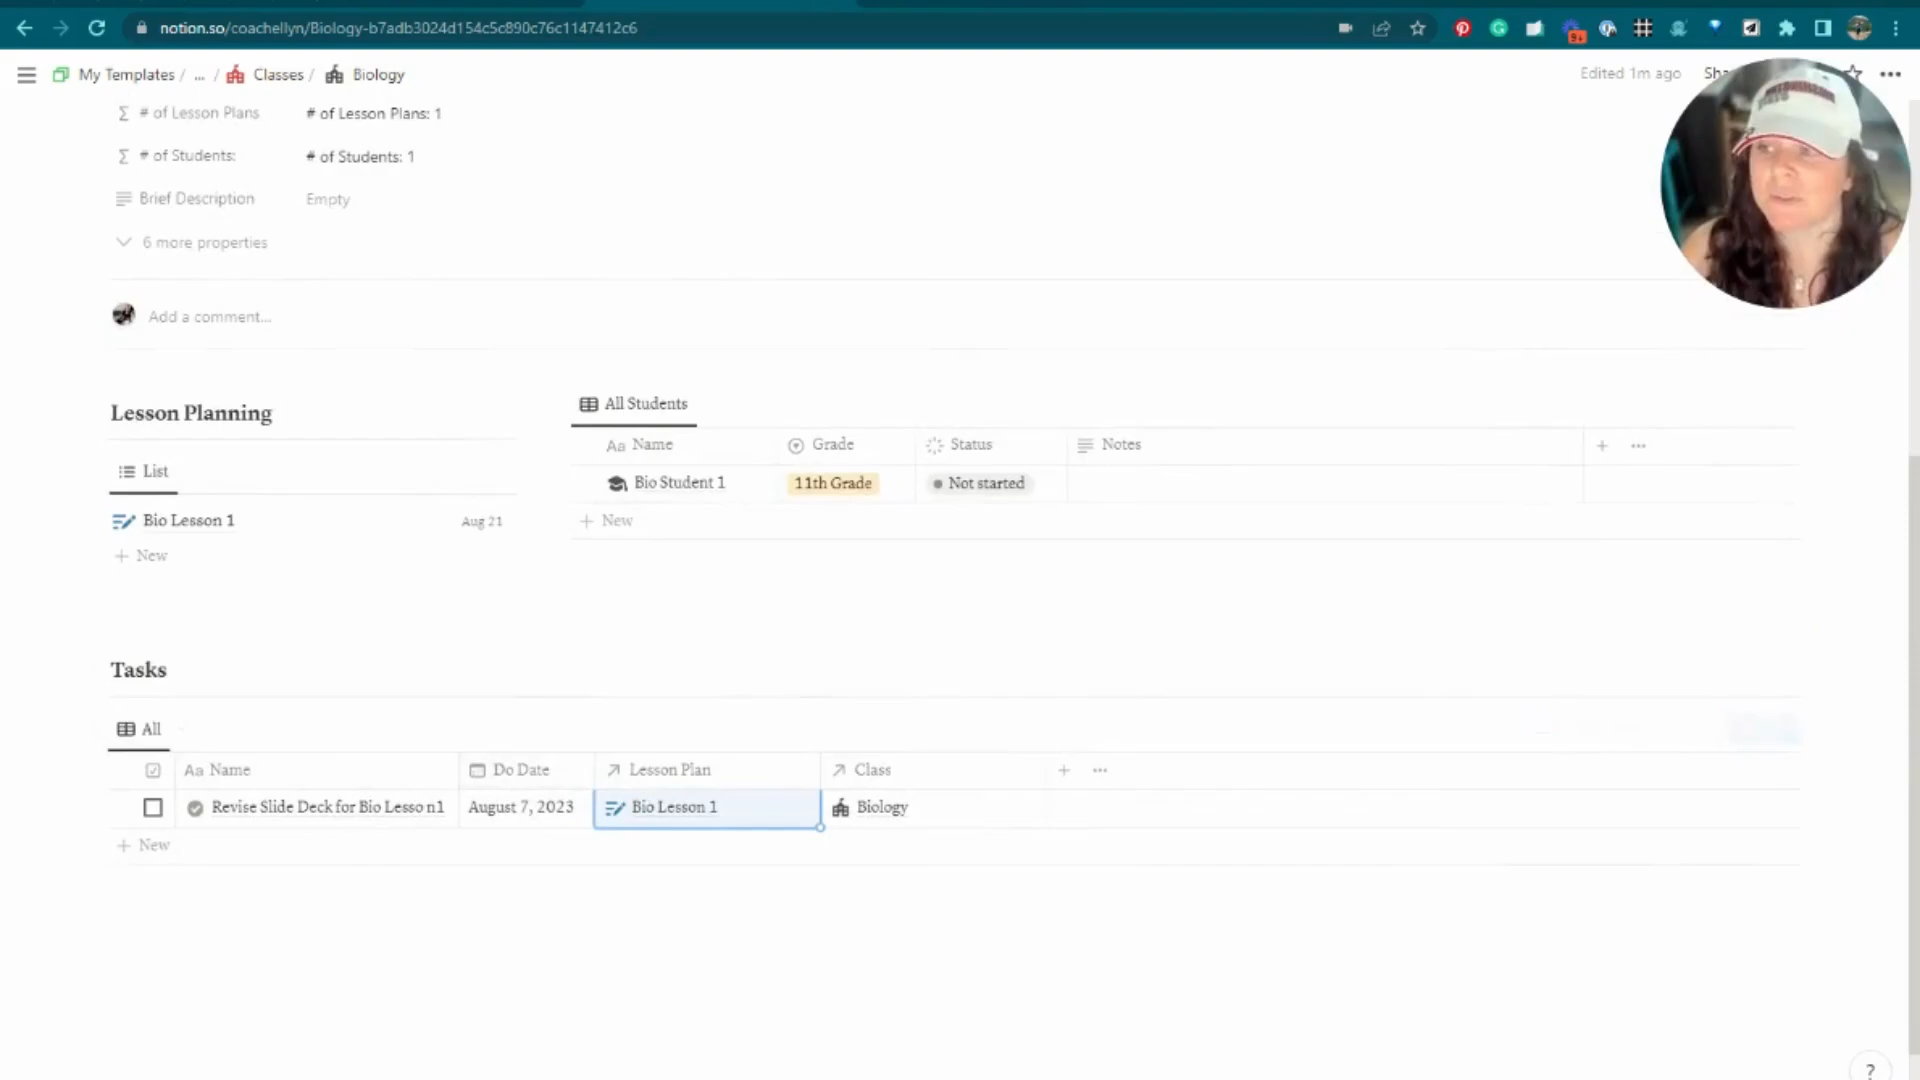 notion.so/coachellyn/Biology-b7adb3024d154c5c890c76c1147412c6
9+
My Templates / ... / Classes / Biology
Edited 1m ago
# of Lesson Plans # of Lesson Plans: 1
# of Students: # of Students: 1
Brief Description Empty
6 more properties
Add a comment...
Lesson Planning
List
Bio Lesson 1 Aug 21
+ New
All Students
Aa Name Grade Status Notes
Bio Student 1 11th Grade Not started
+ New
Tasks
All
Aa Name Do Date Lesson Plan Class
Revise Slide Deck for Bio Lesso n1 August 7, 2023 Bio Lesson 1 Biology
+ New
?